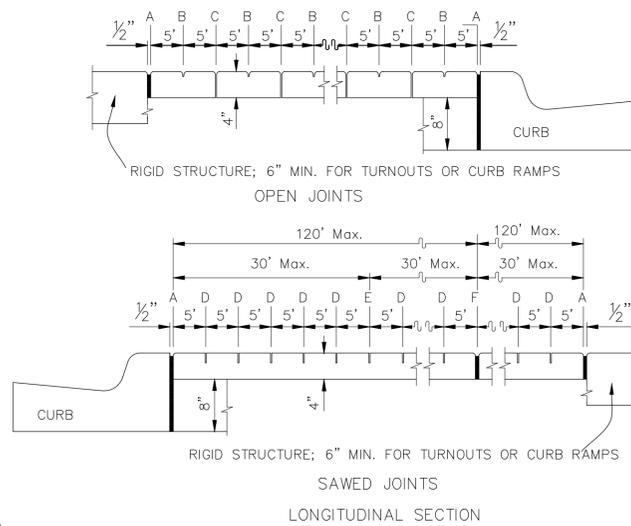 A B C B C B C B C B A
½" 5' 5' 5' 5' 5' 5' 5' 5' 5' ½"
4" 8"
CURB
RIGID STRUCTURE; 6" MIN. FOR TURNOUTS OR CURB RAMPS
OPEN JOINTS
120' Max. 120' Max.
30' Max. 30' Max. 30' Max.
A D D D D D E D D F D D A
½" 5' 5' 5' 5' 5' 5' 5' 5' 5' 5' ½"
CURB 8" 4"
RIGID STRUCTURE; 6" MIN. FOR TURNOUTS OR CURB RAMPS
SAWED JOINTS
LONGITUDINAL SECTION